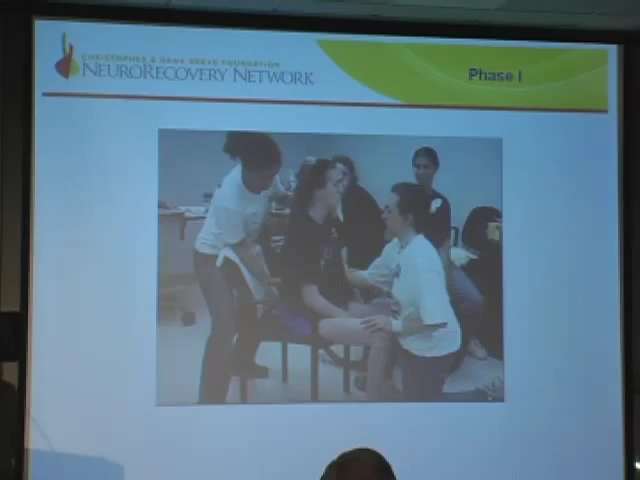 CHRISTOPHER & DANA REEVE FOUNDATION
NEURORECOVERY NETWORK
Phase I